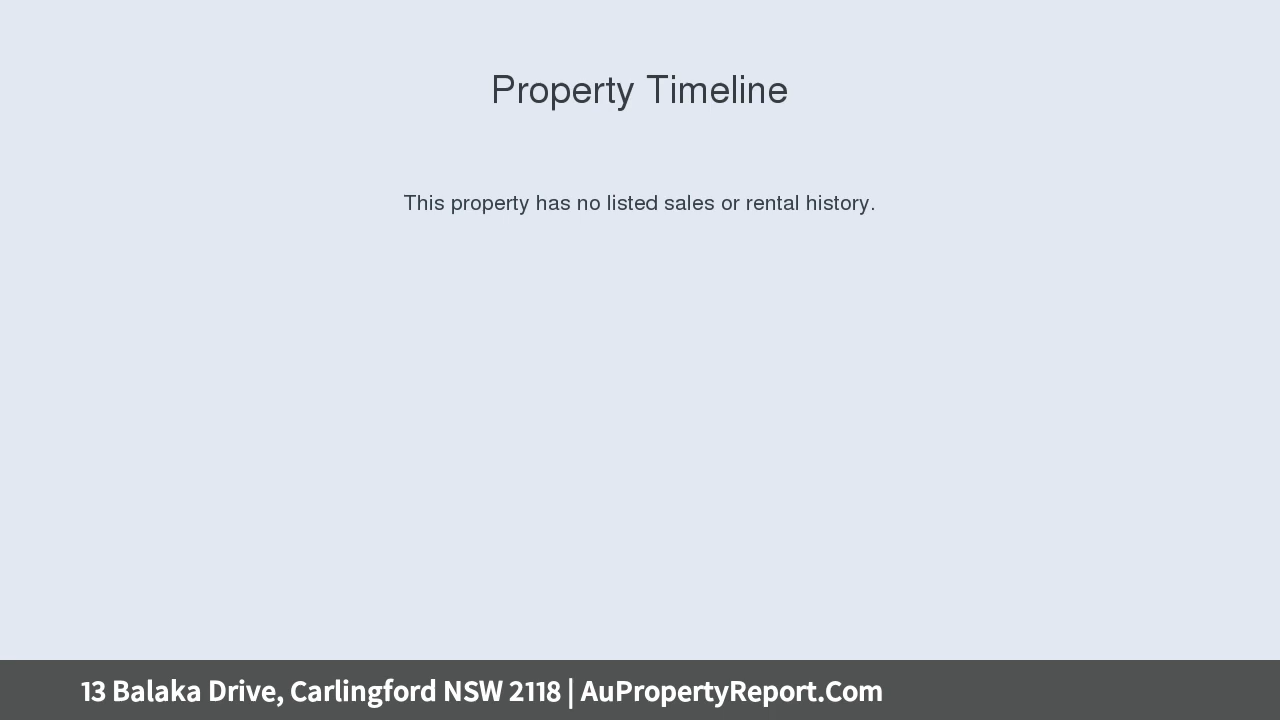 Property Timeline
This property has no listed sales or rental history.
13 Balaka Drive, Carlingford NSW 2118 | AuPropertyReport.Com